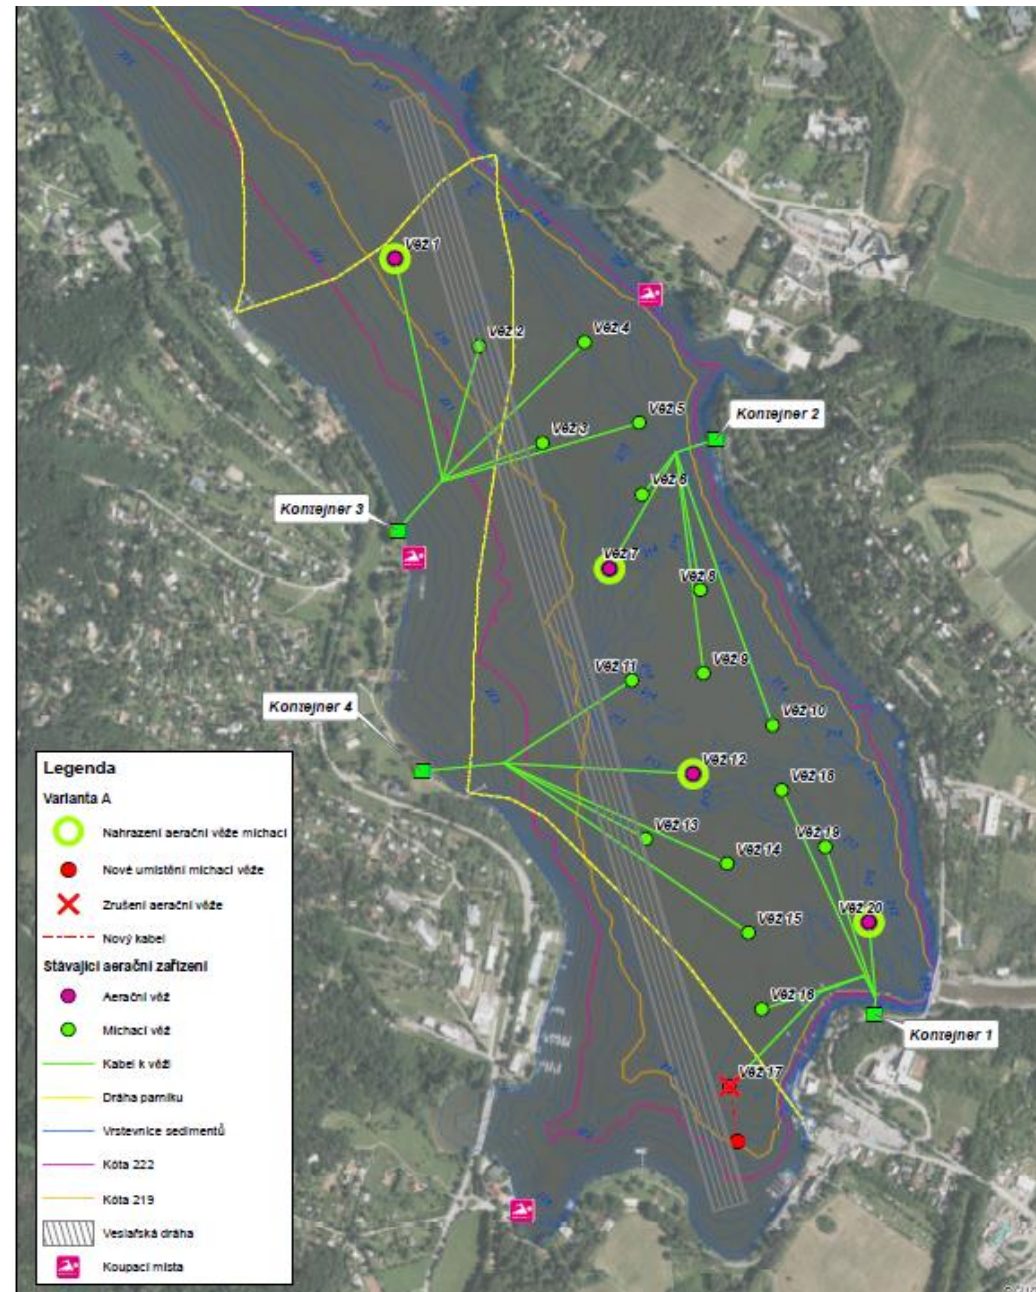 Věž 1
Věž 2
Věž 4
Věž 5
Věž 3
Kontejner 2
Věž 6
Kontejner 3
Věž 7
Věž 8
Věž 9
Věž 11
Kontejner 4
Věž 10
Věž 12
Věž 18
Věž 13
Věž 19
Věž 14
Věž 20
Věž 15
Věž 16
Kontejner 1
Věž 17
Legenda
Varianta A
Nahrazení aerační věže míchací
Nové umístění míchací věže
Zrušení aerační věže
Nový kabel
Stávající aerační zařízení
Aerační věž
Míchací věž
Kabel k věži
Dráha parníku
Vrstevnice sedimentů
Kóta 222
Kóta 219
Veslařská dráha
Koupací místa